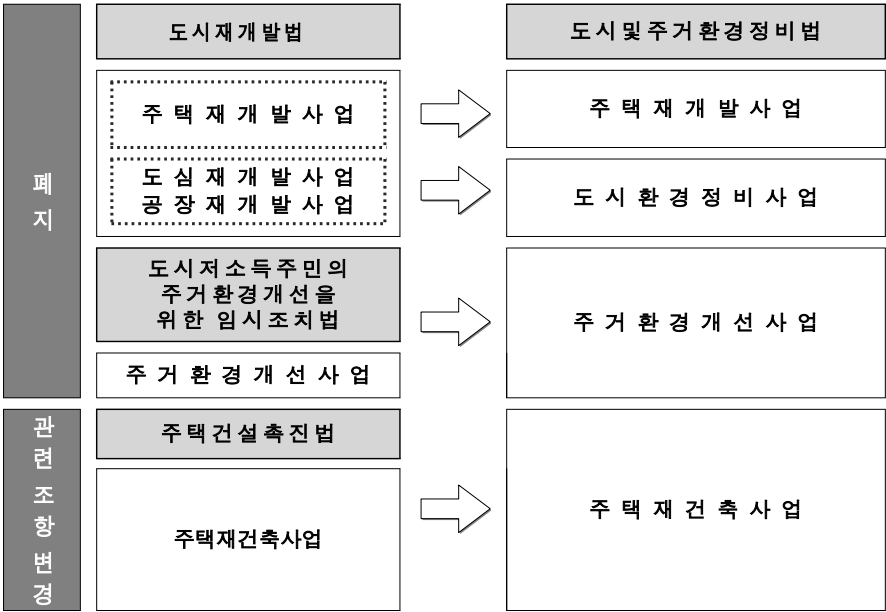 도시재개발법
도시및주거환경정비법
폐지
주택재개발사업
주택재개발사업
도심재개발사업
공장재개발사업
도시환경정비사업
도시저소득주민의
주거환경개선을
위한 임시조치법
주거환경개선사업
주거환경개선사업
관련조항변경
주택건설촉진법
주택재건축사업
주택재건축사업